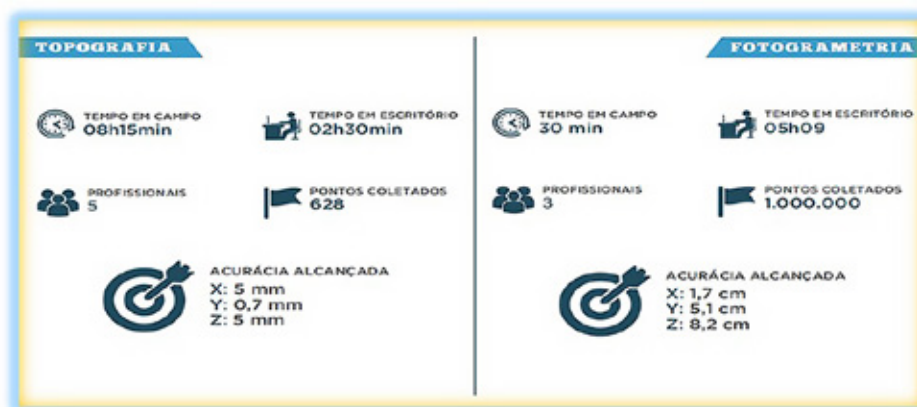 TOPOGRAFIA
TEMPO EM CAMPO
08h15min
TEMPO EM ESCRITÓRIO
02h30min
PROFISSIONAIS
5
PONTOS COLETADOS
628
ACURÁCIA ALCANÇADA
X: 5 mm
Y: 0,7 mm
Z: 5 mm
FOTOGRAMETRIA
TEMPO EM CAMPO
30 min
TEMPO EM ESCRITÓRIO
05h09
PROFISSIONAIS
3
PONTOS COLETADOS
1.000.000
ACURÁCIA ALCANÇADA
X: 1,7 cm
Y: 5,1 cm
Z: 8,2 cm